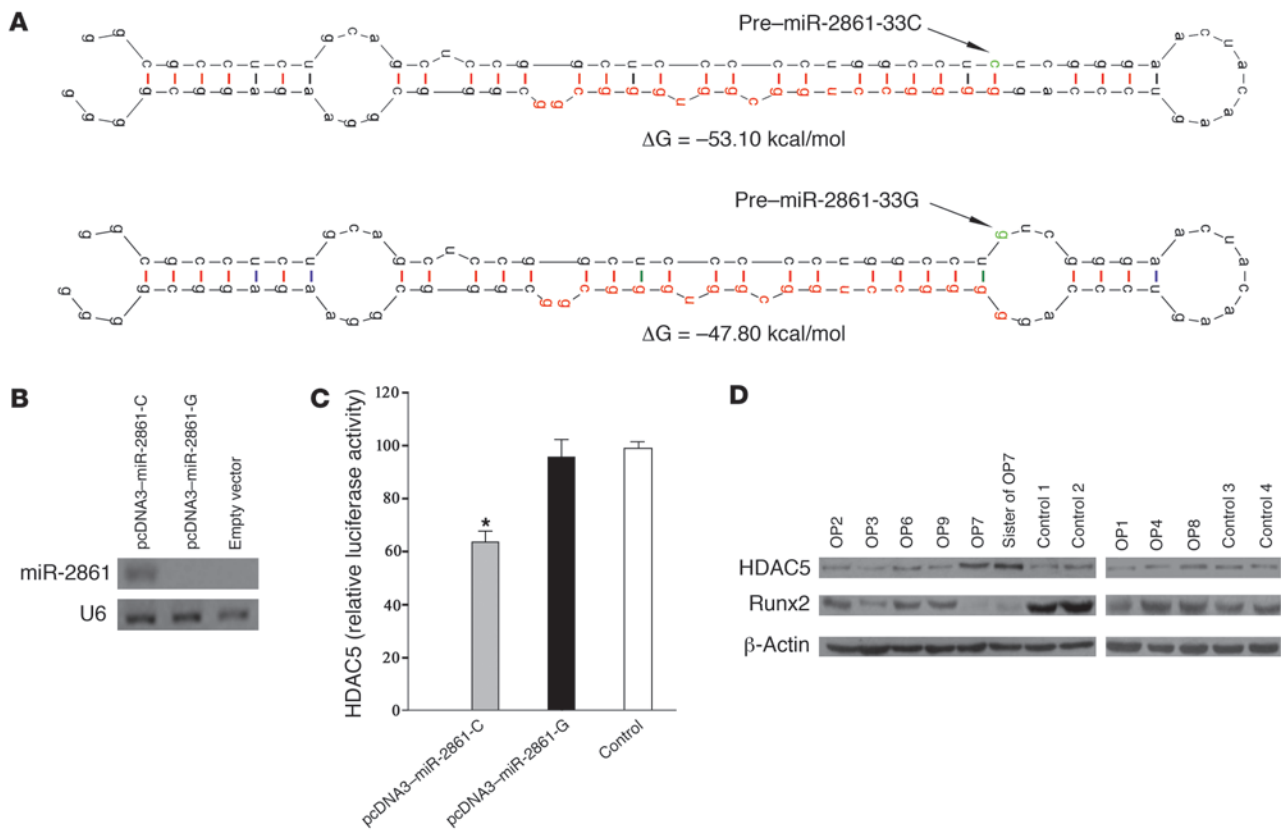 A
Pre–miR-2861-33C
ΔG = –53.10 kcal/mol
Pre–miR-2861-33G
ΔG = –47.80 kcal/mol
B
pcDNA3–miR-2861-C
pcDNA3–miR-2861-G
Empty vector
miR-2861
U6
C
HDAC5 (relative luciferase activity)
120
100
80
60
40
20
0
*
pcDNA3–miR-2861-C
pcDNA3–miR-2861-G
Control
D
OP2
OP3
OP6
OP9
OP7
Sister of OP7
Control 1
Control 2
OP1
OP4
OP8
Control 3
Control 4
HDAC5
Runx2
β-Actin